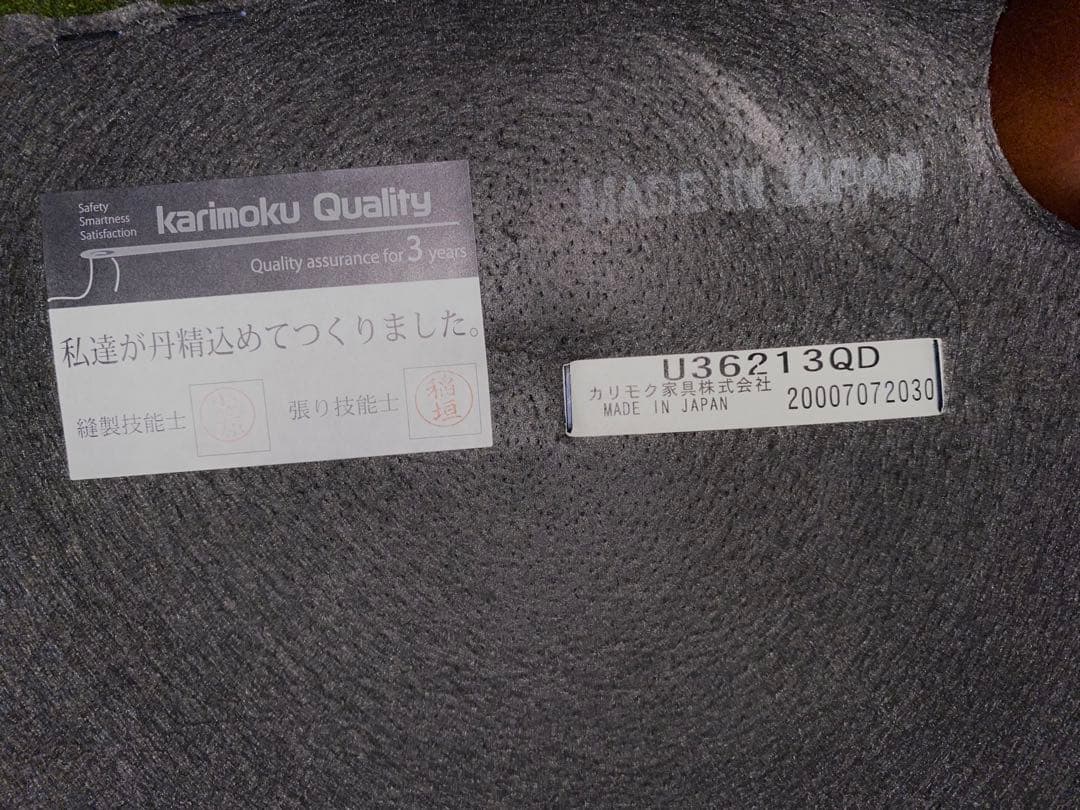 Safety
Smartness
Satisfaction
karimoku Quality
Quality assurance for 3 years
私達が丹精込めてつくりました。
縫製技能士
張り技能士 稲垣
MADE IN JAPAN
U36213QD
カリモク家具株式会社
MADE IN JAPAN
20007072030